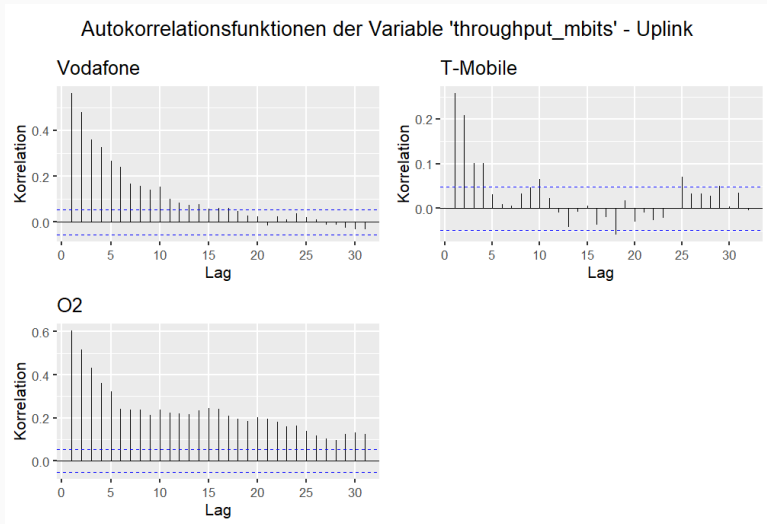 Autokorrelationsfunktionen der Variable 'throughput_mbits' - Uplink
Vodafone
Korrelation
0.4
0.2
0.0
0 5 10 15 20 25 30
Lag
T-Mobile
Korrelation
0.2
0.1
0.0
0 5 10 15 20 25 30
Lag
O2
Korrelation
0.6
0.4
0.2
0.0
0 5 10 15 20 25 30
Lag